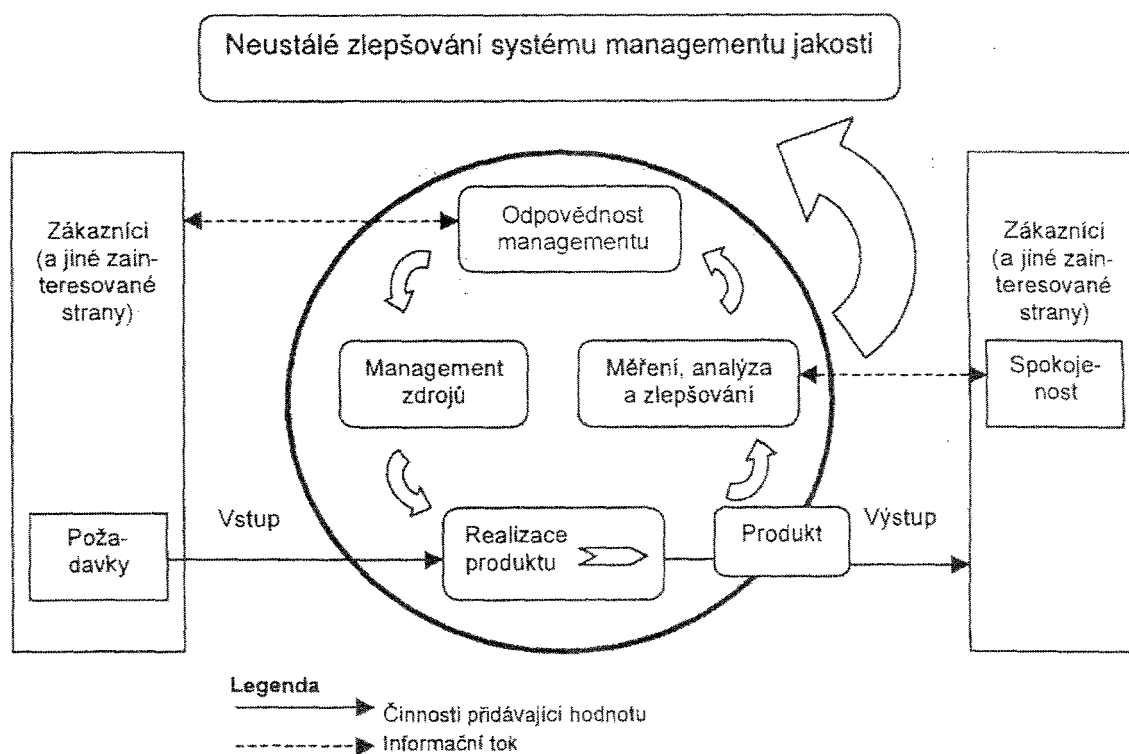 Neustálé zlepšování systému managementu jakosti
Zákazníci
(a jiné zain-
teresované
strany)
Odpovědnost
managementu
Zákazníci
(a jiné zain-
teresované
strany)
Management
zdrojů
Měření, analýza
a zlepšování
Spokoje-
nost
Vstup
Poža-
davky
Realizace
produktu
Produkt
Výstup
Legenda
Činnosti přidávající hodnotu
Informační tok